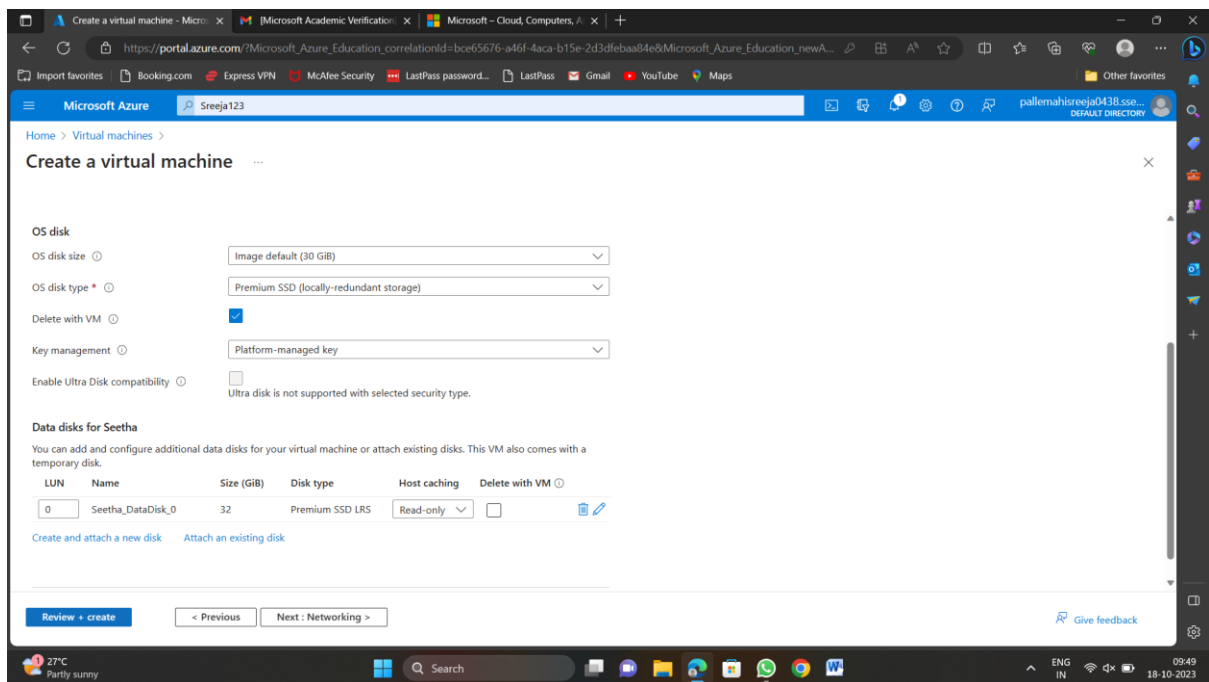 Create a virtual machine - Micros
[Microsoft Academic Verification]
Microsoft – Cloud, Computers, A
https://portal.azure.com/?Microsoft_Azure_Education_correlationId=bce65676-a46f-4aca-b15e-2d3dfebaa84e&Microsoft_Azure_Education_newA...
Import favorites Booking.com Express VPN McAfee Security LastPass password... LastPass Gmail YouTube Maps Other favorites
Microsoft Azure Sreeja123 1 pallemahisreeja0438.sse...
DEFAULT DIRECTORY
Home > Virtual machines >
Create a virtual machine ...
OS disk
OS disk size Image default (30 GiB)
OS disk type * Premium SSD (locally-redundant storage)
Delete with VM
Key management Platform-managed key
Enable Ultra Disk compatibility
Ultra disk is not supported with selected security type.
Data disks for Seetha
You can add and configure additional data disks for your virtual machine or attach existing disks. This VM also comes with a
temporary disk.
LUN Name Size (GiB) Disk type Host caching Delete with VM
0 Seetha_DataDisk_0 32 Premium SSD LRS Read-only
Create and attach a new disk Attach an existing disk
Review + create < Previous Next : Networking > Give feedback
1 27°C
Partly sunny
Search
ENG
IN
09:49
18-10-2023